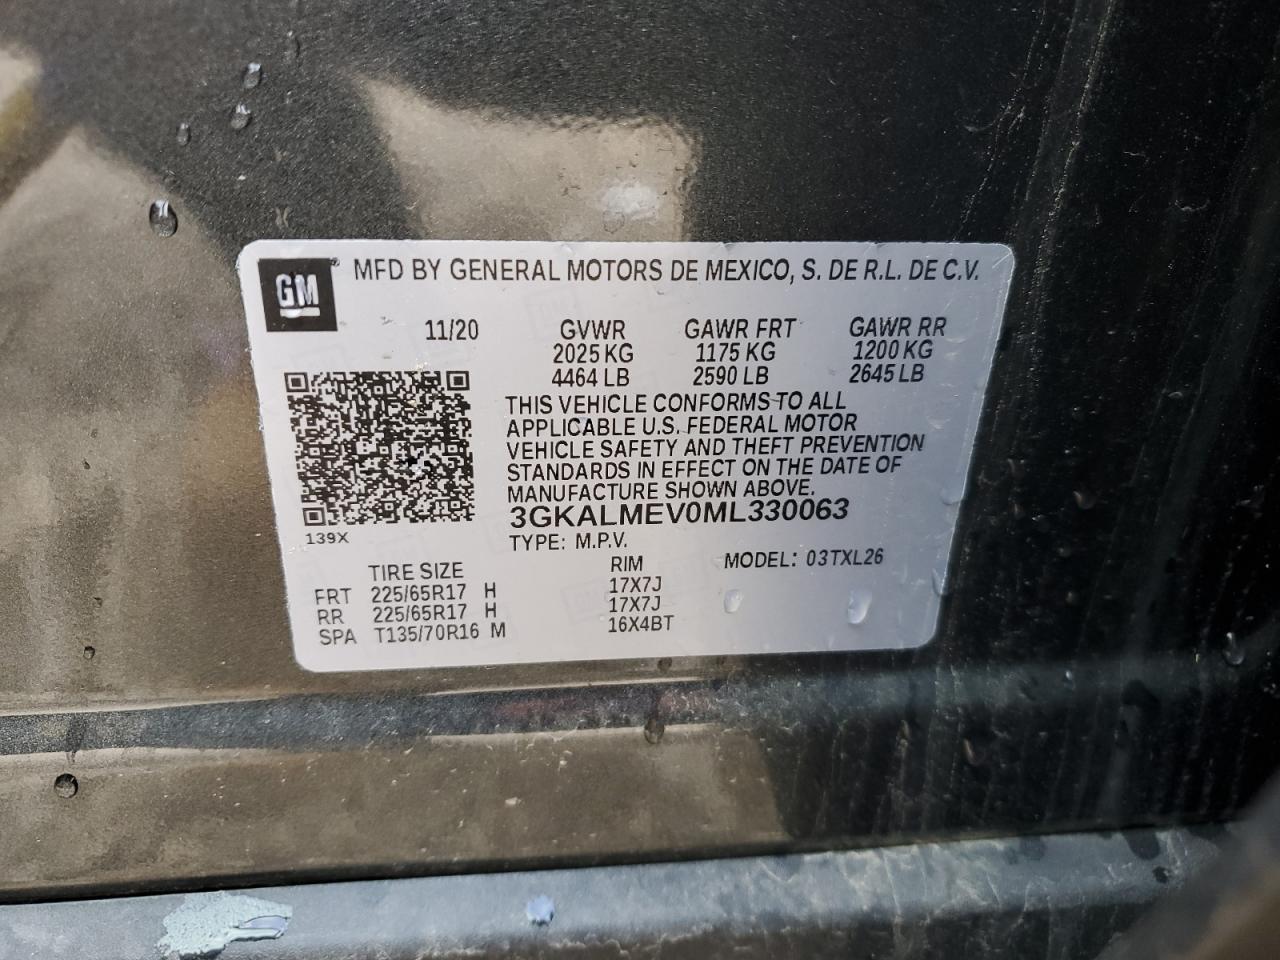 GM
MFD BY GENERAL MOTORS DE MEXICO, S. DE R.L. DE C.V.
11/20 GVWR GAWR FRT GAWR RR
2025 KG 1175 KG 1200 KG
4464 LB 2590 LB 2645 LB
THIS VEHICLE CONFORMS TO ALL
APPLICABLE U.S. FEDERAL MOTOR
VEHICLE SAFETY AND THEFT PREVENTION
STANDARDS IN EFFECT ON THE DATE OF
MANUFACTURE SHOWN ABOVE.
3GKALMEV0ML330063
139X
TYPE: M.P.V.
TIRE SIZE RIM MODEL: 03TXL26
FRT 225/65R17 H 17X7J
RR 225/65R17 H 17X7J
SPA T135/70R16 M 16X4BT